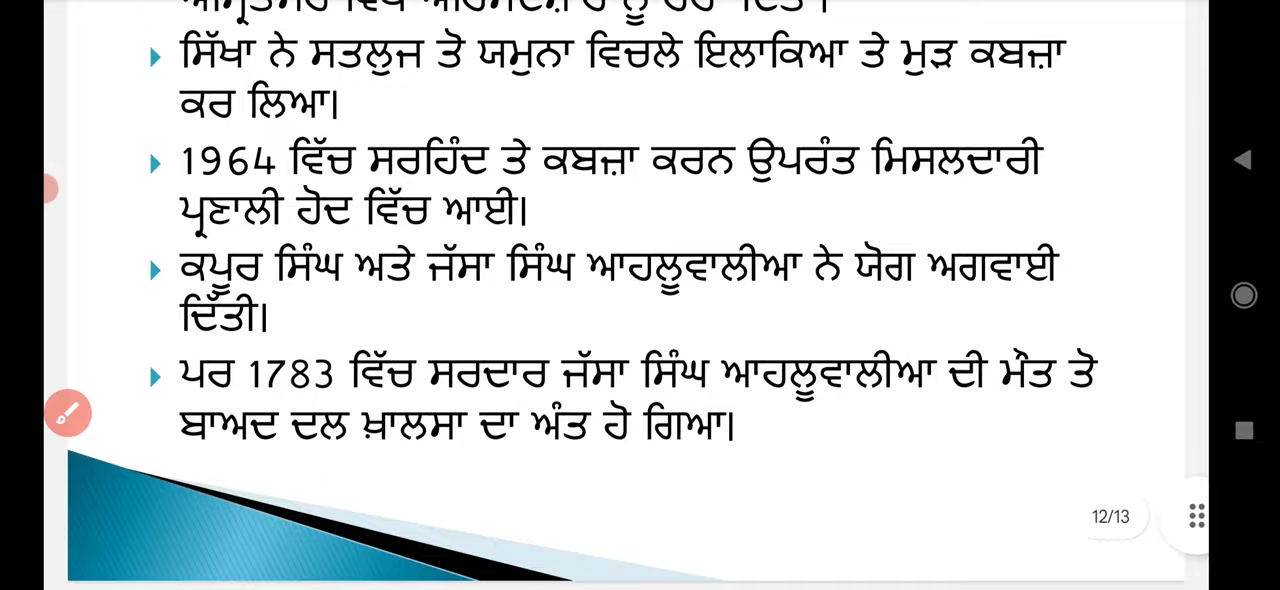 ਸਿੱਖਾ ਨੇ ਸਤਲੁਜ ਤੋ ਯਮੁਨਾ ਵਿਚਲੇ ਇਲਾਕਿਆ ਤੇ ਮੁੜ ਕਬਜ਼ਾ
ਕਰ ਲਿਆ।
1964 ਵਿੱਚ ਸਰਹਿੰਦ ਤੇ ਕਬਜ਼ਾ ਕਰਨ ਉਪਰੰਤ ਮਿਸਲਦਾਰੀ
ਪ੍ਰਣਾਲੀ ਹੋਦ ਵਿੱਚ ਆਈ।
ਕਪੂਰ ਸਿੰਘ ਅਤੇ ਜੱਸਾ ਸਿੰਘ ਆਹਲੂਵਾਲੀਆ ਨੇ ਯੋਗ ਅਗਵਾਈ
ਦਿੱਤੀ।
ਪਰ 1783 ਵਿੱਚ ਸਰਦਾਰ ਜੱਸਾ ਸਿੰਘ ਆਹਲੂਵਾਲੀਆ ਦੀ ਮੌਤ ਤੋ
ਬਾਅਦ ਦਲ ਖ਼ਾਲਸਾ ਦਾ ਅੰਤ ਹੋ ਗਿਆ।
12/13